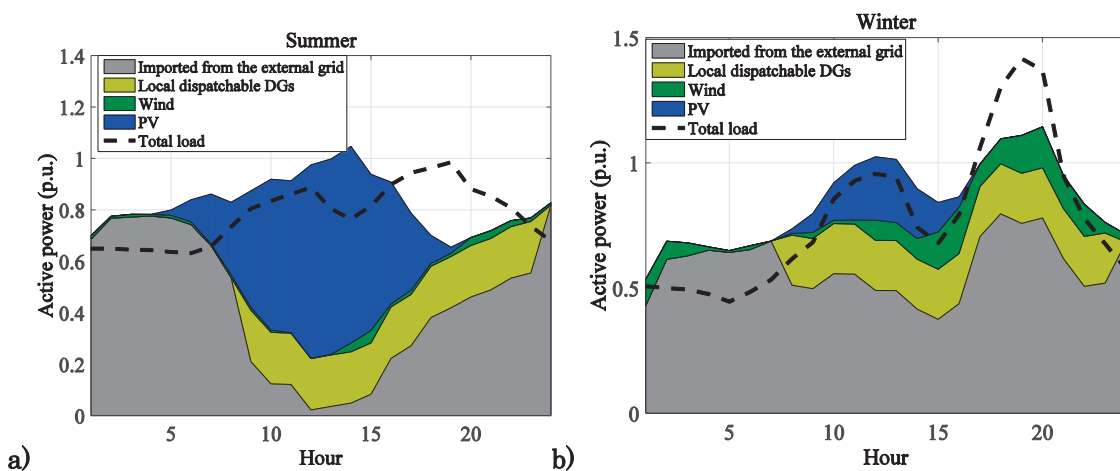 Summer
Active power (p.u.)
1.4
1.2
1
0.8
0.6
0.4
0.2
0
Imported from the external grid
Local dispatchable DGs
Wind
PV
Total load
5
10
15
20
Hour
a)
Winter
Active power (p.u.)
1.5
1
0.5
0
Imported from the external grid
Local dispatchable DGs
Wind
PV
Total load
5
10
15
20
Hour
b)